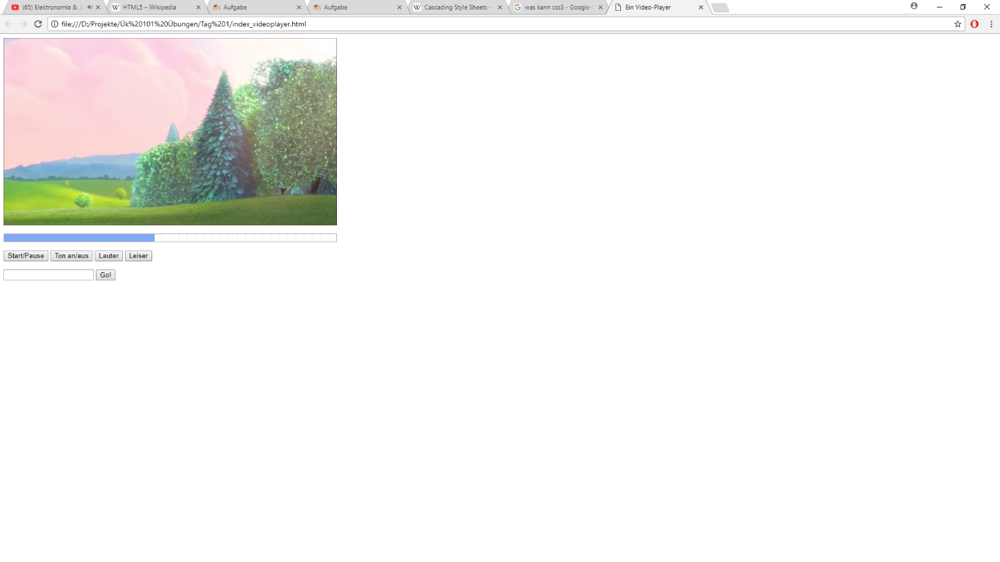 (65) Elektronomia & J
HTML5 – Wikipedia
Aufgabe
Aufgabe
Cascading Style Sheets –
was kann css3 - Google-
Ein Video-Player
file:///D:/Projekte/Ük%20101%20Übungen/Tag%201/index_videoplayer.html
Start/Pause
Ton an/aus
Lauter
Leiser
Go!